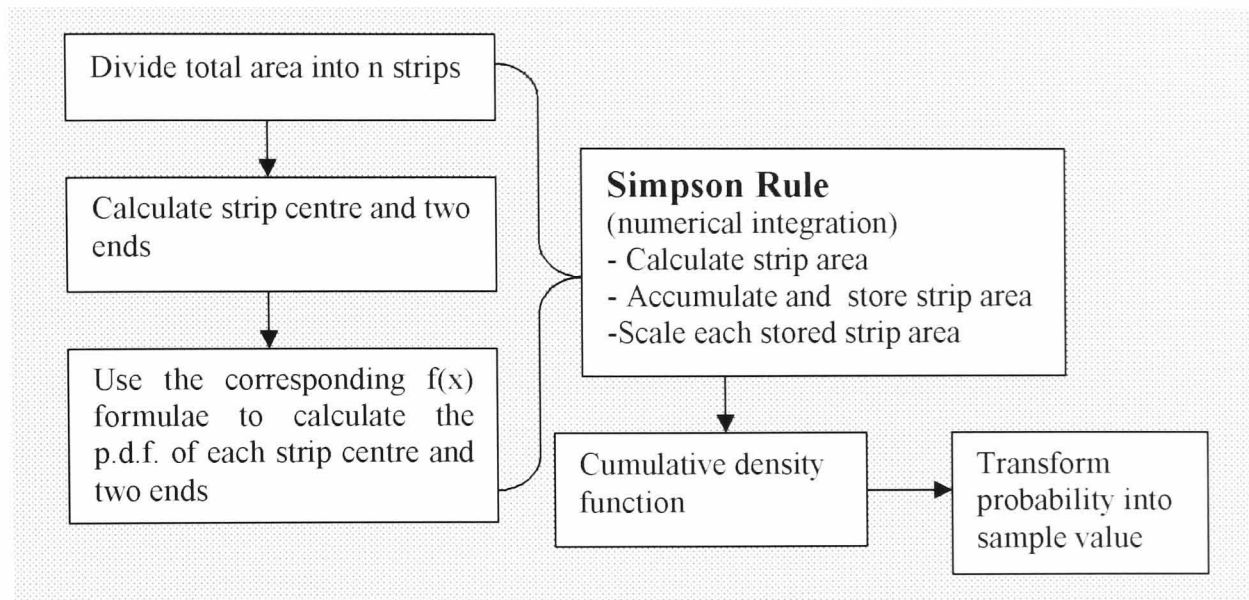 Divide total area into n strips
Calculate strip centre and two
ends
Use the corresponding f(x)
formulae to calculate the
p.d.f. of each strip centre and
two ends
Simpson Rule
(numerical integration)
- Calculate strip area
- Accumulate and store strip area
-Scale each stored strip area
Cumulative density
function
Transform
probability into
sample value